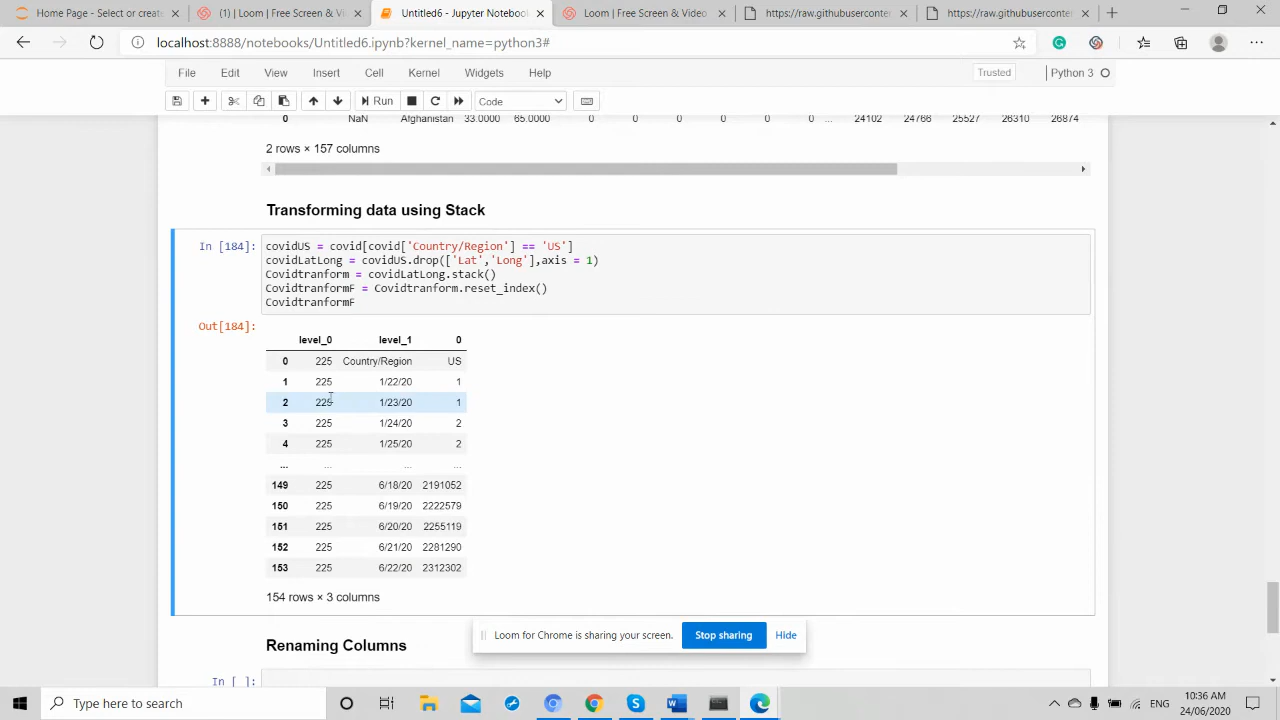 Home Page - Select or create
(1) | Loom | Free Screen & Video
Untitled6 - Jupyter Notebook
Loom | Free Screen & Video
https://raw.githubuserconten
https://raw.githubuserconten
localhost:8888/notebooks/Untitled6.ipynb?kernel_name=python3#
File Edit View Insert Cell Kernel Widgets Help Trusted Python 3
Run Code
0 NaN Afghanistan 33.0000 65.0000 0 0 0 0 0 ... 24102 24766 25527 26310 26874
2 rows × 157 columns
Transforming data using Stack
In [184]: covidUS = covid[covid['Country/Region'] == 'US']
covidLatLong = covidUS.drop(['Lat','Long'],axis = 1)
Covidtranform = covidLatLong.stack()
CovidtranformF = Covidtranform.reset_index()
CovidtranformF
Out[184]:
level_0 level_1 0
0 225 Country/Region US
1 225 1/22/20 1
2 225 1/23/20 1
3 225 1/24/20 2
4 225 1/25/20 2
... ... ... ...
149 225 6/18/20 2191052
150 225 6/19/20 2222579
151 225 6/20/20 2255119
152 225 6/21/20 2281290
153 225 6/22/20 2312302
154 rows × 3 columns
Loom for Chrome is sharing your screen. Stop sharing Hide
Renaming Columns
In [ ]:
Type here to search
ENG
10:36 AM
24/06/2020